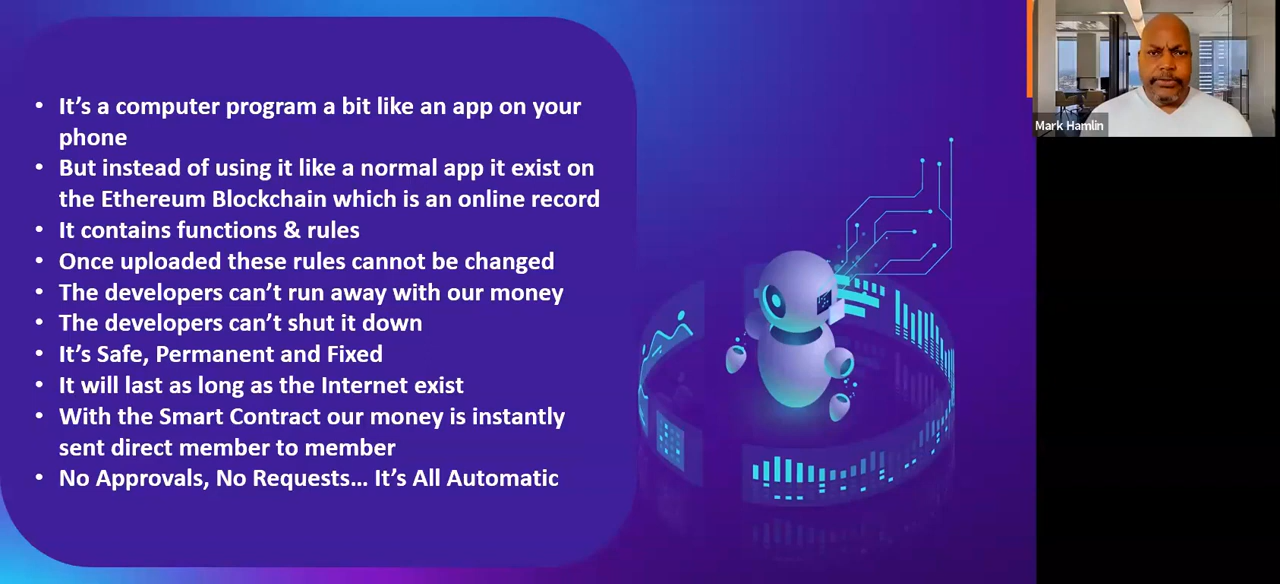 • It's a computer program a bit like an app on your
phone
• But instead of using it like a normal app it exist on
the Ethereum Blockchain which is an online record
• It contains functions & rules
• Once uploaded these rules cannot be changed
• The developers can't run away with our money
• The developers can't shut it down
• It's Safe, Permanent and Fixed
• It will last as long as the Internet exist
• With the Smart Contract our money is instantly
sent direct member to member
• No Approvals, No Requests... It's All Automatic
Mark Hamlin